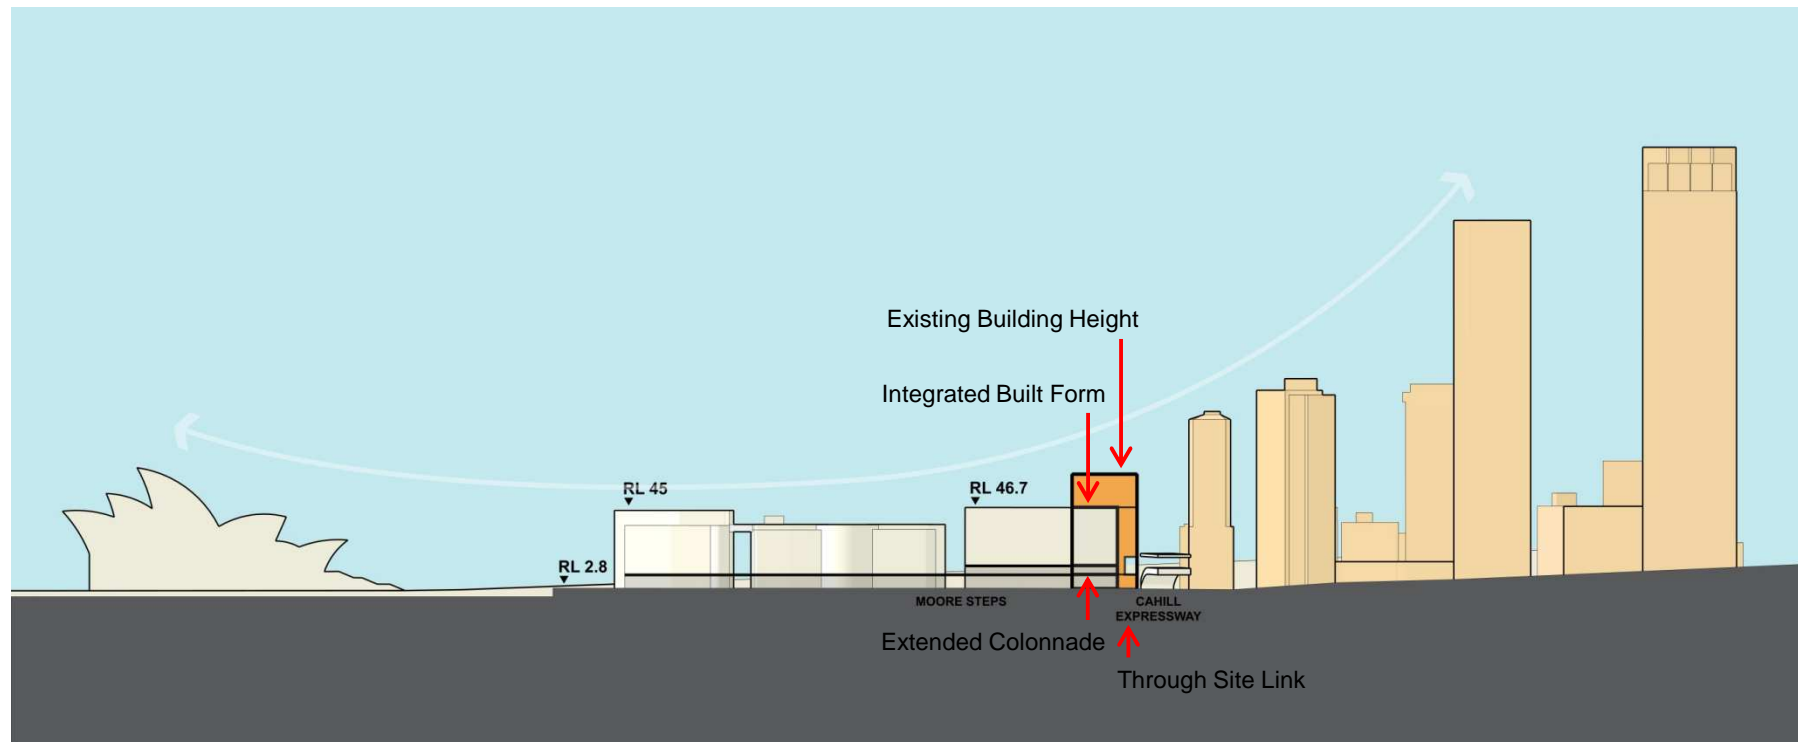 Existing Building Height
Integrated Built Form
RL 45
RL 46.7
RL 2.8
MOORE STEPS
CAHILL
EXPRESSWAY
Extended Colonnade
Through Site Link